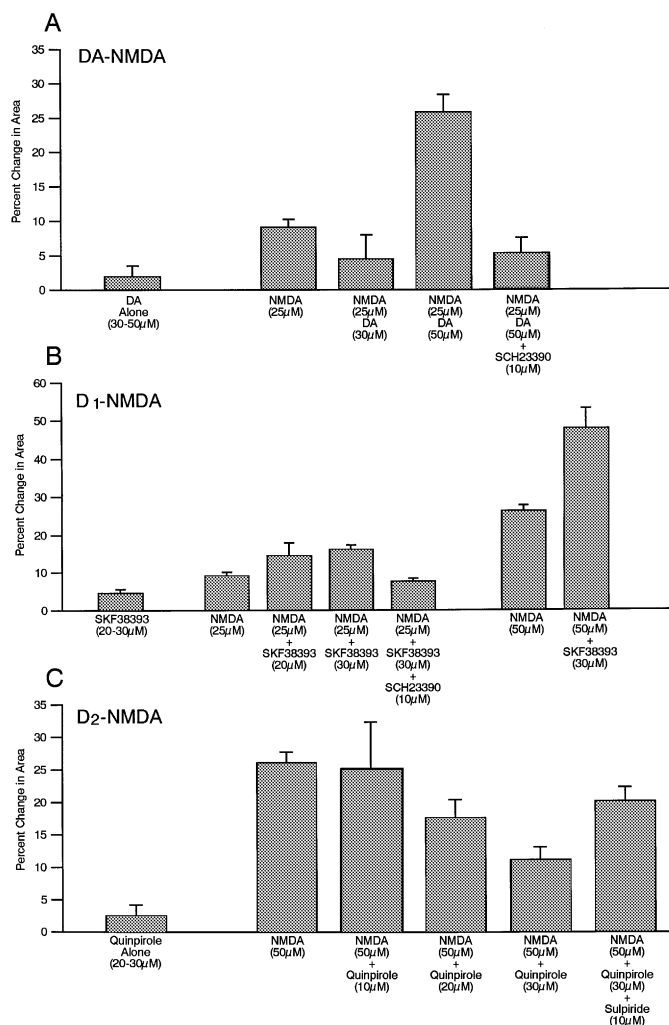 A
DA-NMDA
Percent Change in Area
35
30
25
20
15
10
5
0
DA
Alone
(30-50µM)
NMDA
(25µM)
NMDA
(25µM)
DA
(30µM)
NMDA
(25µM)
DA
(50µM)
NMDA
(25µM)
DA
(50µM)
+
SCH23390
(10µM)
B
D1-NMDA
Percent Change in Area
60
50
40
30
20
10
0
SKF38393
(20-30µM)
NMDA
(25µM)
NMDA
(25µM)
+
SKF38393
(20µM)
NMDA
(25µM)
+
SKF38393
(30µM)
NMDA
(25µM)
+
SKF38393
(30µM)
+
SCH23390
(10µM)
NMDA
(50µM)
NMDA
(50µM)
+
SKF38393
(30µM)
C
D2-NMDA
Percent Change in Area
35
30
25
20
15
10
5
0
Quinpirole
Alone
(20-30µM)
NMDA
(50µM)
NMDA
(50µM)
+
Quinpirole
(10µM)
NMDA
(50µM)
+
Quinpirole
(20µM)
NMDA
(50µM)
+
Quinpirole
(30µM)
NMDA
(50µM)
+
Quinpirole
(30µM)
+
Sulpiride
(10µM)